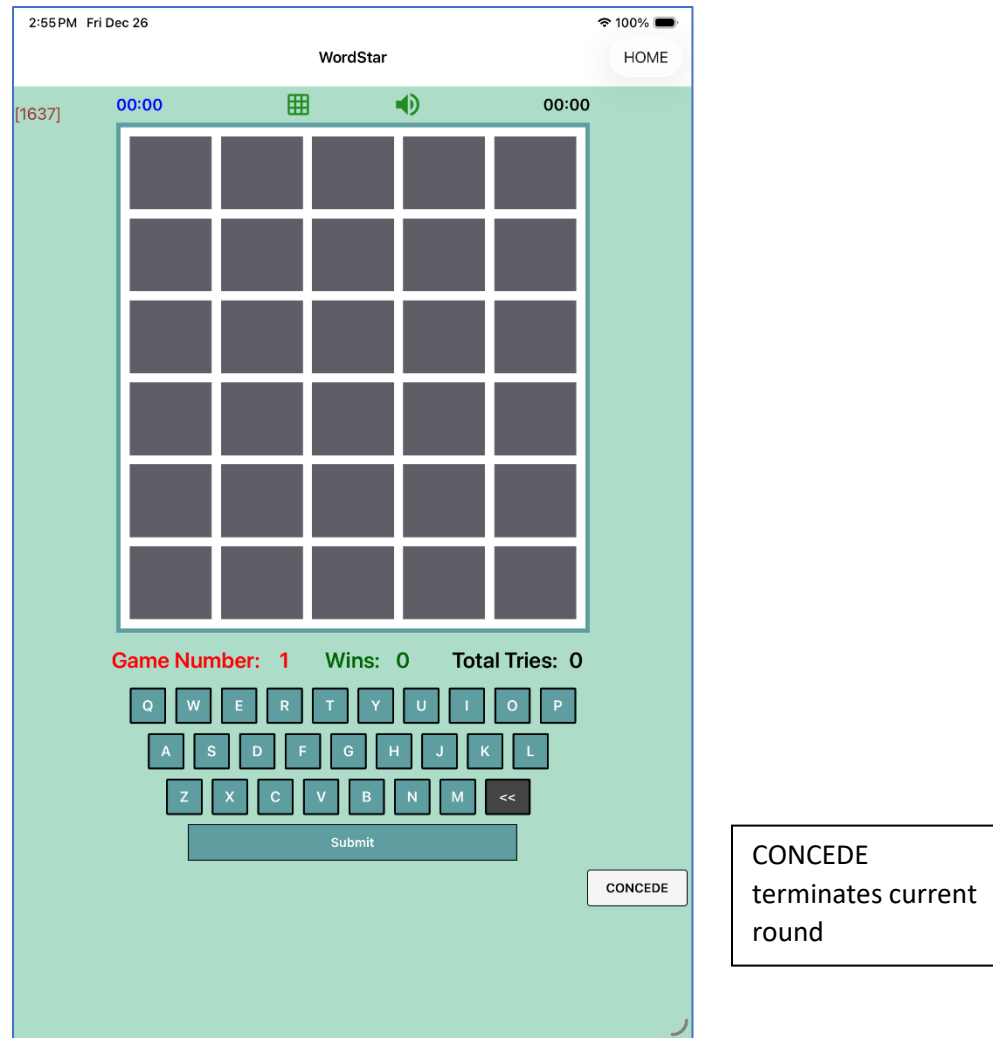 2:55 PM Fri Dec 26 100%
WordStar HOME
[1637] 00:00 00:00
Game Number: 1 Wins: 0 Total Tries: 0
Q W E R T Y U I O P
A S D F G H J K L
Z X C V B N M <<
Submit
CONCEDE
CONCEDE
terminates current
round